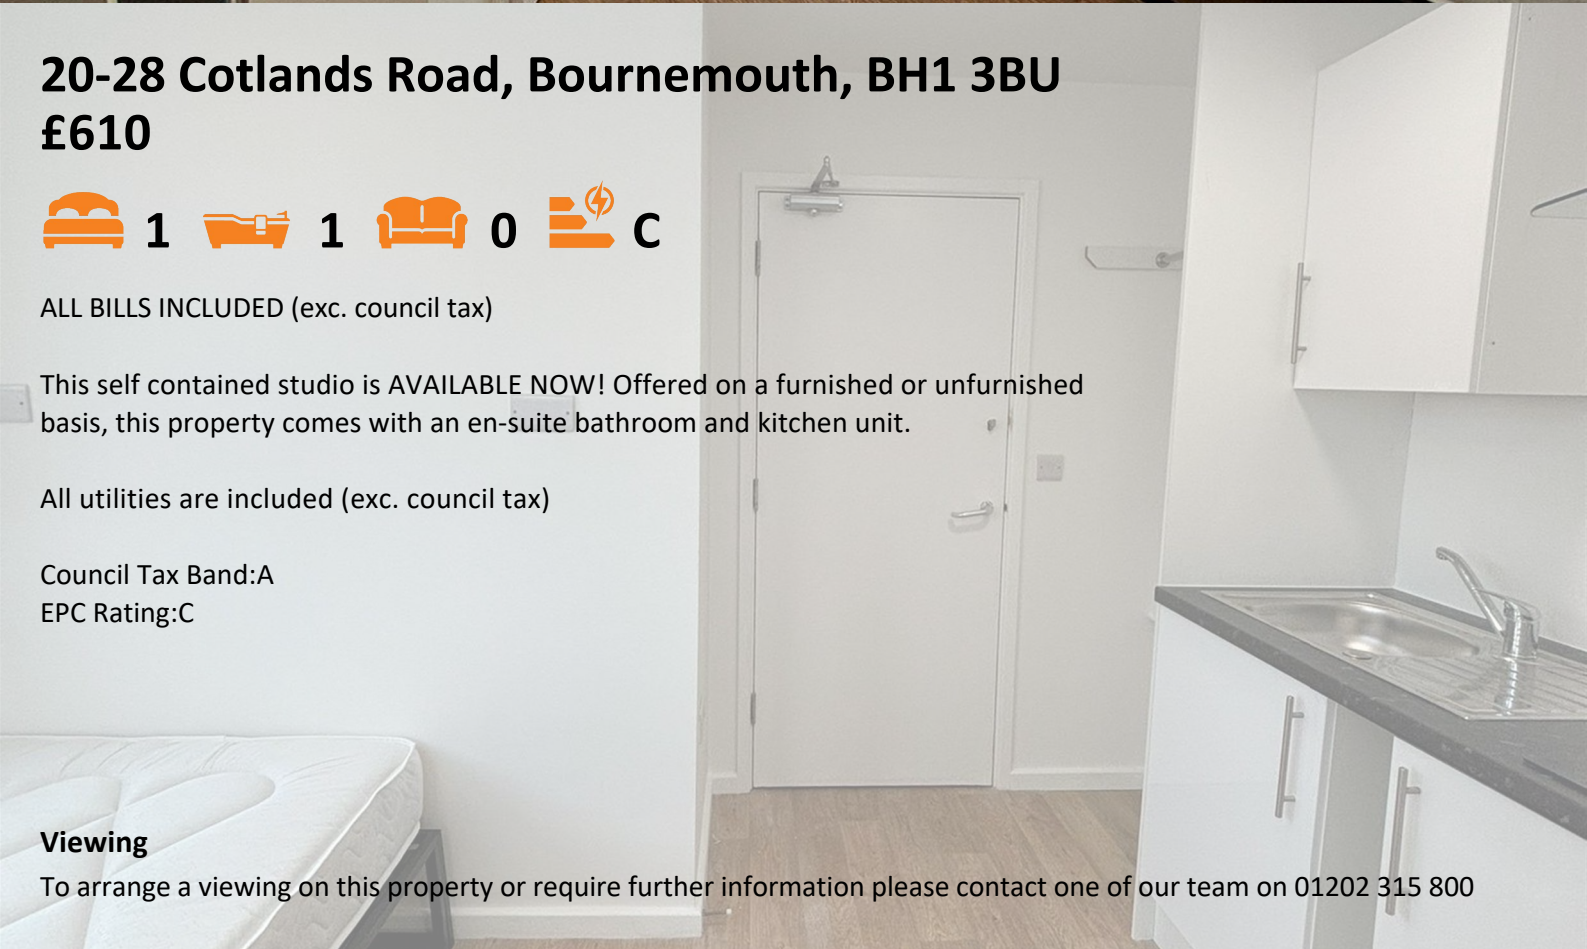 20-28 Cotlands Road, Bournemouth, BH1 3BU
£610
1 1 0 C
ALL BILLS INCLUDED (exc. council tax)
This self contained studio is AVAILABLE NOW! Offered on a furnished or unfurnished
basis, this property comes with an en-suite bathroom and kitchen unit.
All utilities are included (exc. council tax)
Council Tax Band:A
EPC Rating:C
Viewing
To arrange a viewing on this property or require further information please contact one of our team on 01202 315 800